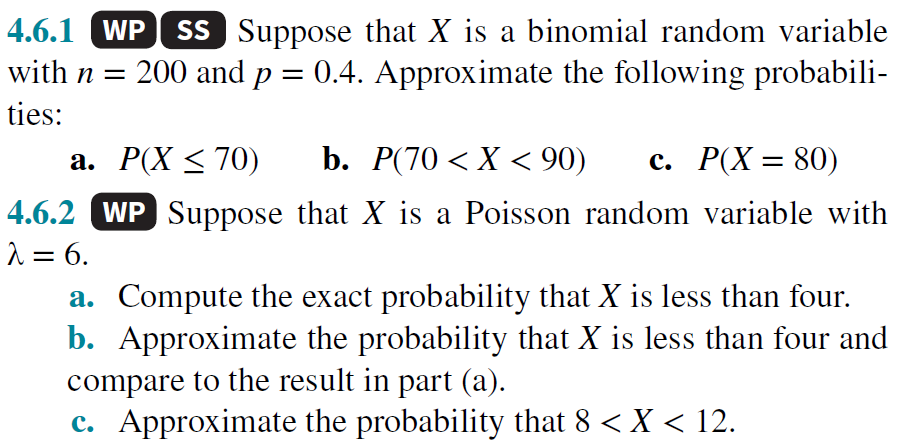 4.6.1 WP SS Suppose that X is a binomial random variable
with n = 200 and p = 0.4. Approximate the following probabili-
ties:
a. P(X ≤ 70) b. P(70 < X < 90) c. P(X = 80)
4.6.2 WP Suppose that X is a Poisson random variable with
λ = 6.
a. Compute the exact probability that X is less than four.
b. Approximate the probability that X is less than four and
compare to the result in part (a).
c. Approximate the probability that 8 < X < 12.